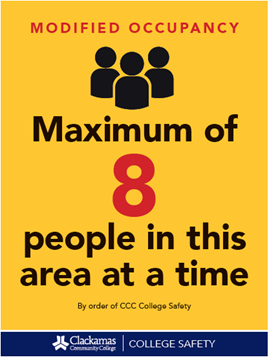 MODIFIED OCCUPANCY
Maximum of
8
people in this
area at a time
By order of CCC College Safety
Clackamas
Community College
COLLEGE SAFETY